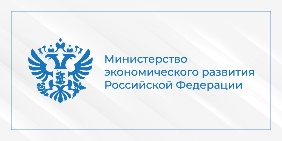 Министерство
экономического развития
Российской Федерации